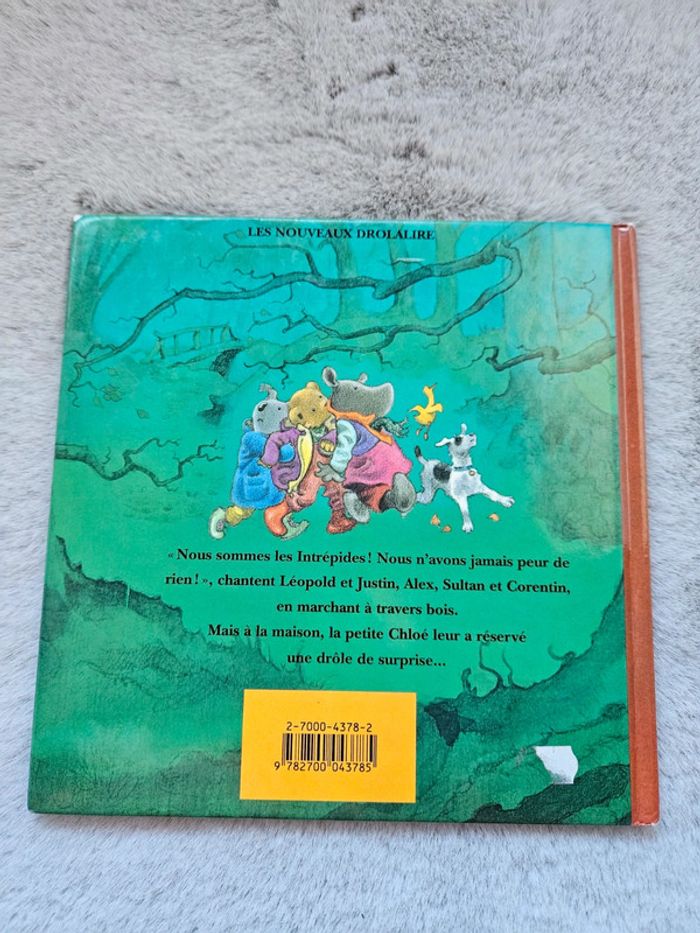 LES NOUVEAUX DROLALIRE
« Nous sommes les Intrépides ! Nous n'avons jamais peur de
rien ! », chantent Léopold et Justin, Alex, Sultan et Corentin,
en marchant à travers bois.
Mais à la maison, la petite Chloé leur a réservé
une drôle de surprise...
2-7000-4378-2
9 782700 043785